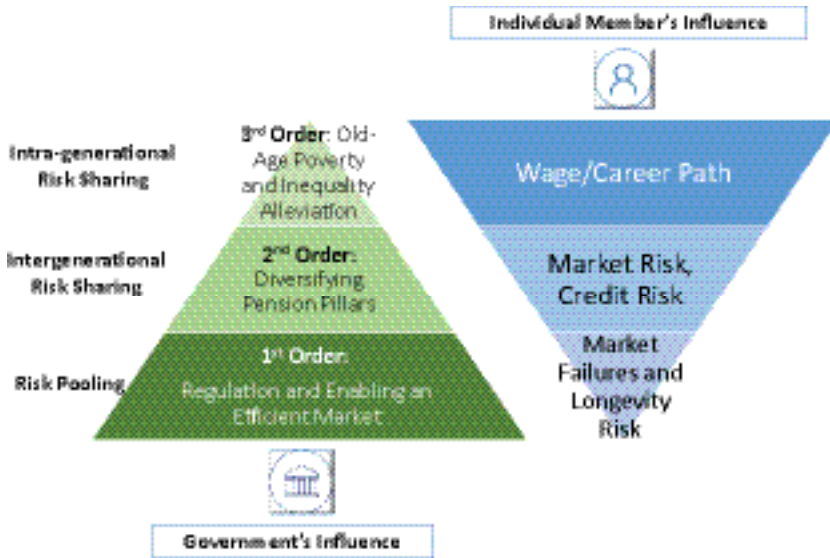 Individual Member's Influence
Intra-generational
Risk Sharing
3rd Order: Old-
Age Poverty
and Inequality
Alleviation
Wage/Career Path
Intergenerational
Risk Sharing
2nd Order:
Diversifying
Pension Pillars
Market Risk,
Credit Risk
Risk Pooling
1st Order:
Regulation and Enabling an
Efficient Market
Market
Failures and
Longevity
Risk
Government's Influence